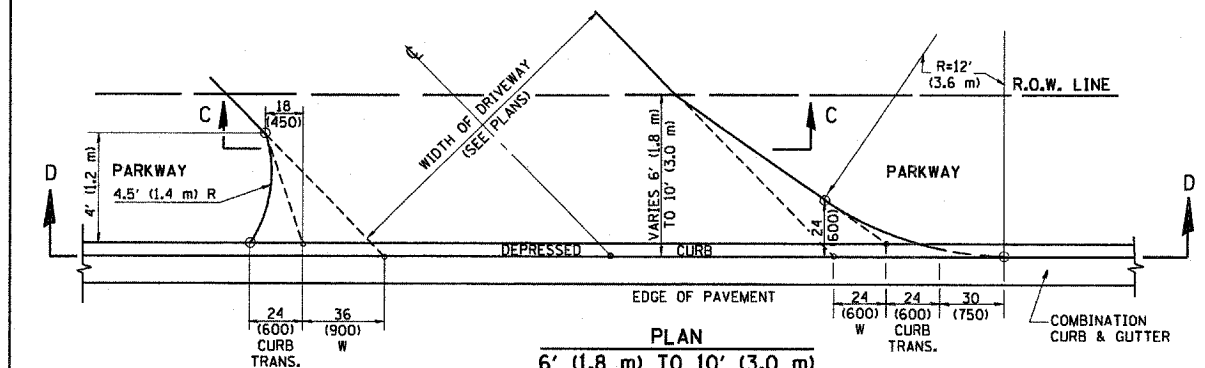 ℄
WIDTH OF DRIVEWAY
(SEE PLANS)
R=12'
(3.6 m)
R.O.W. LINE
C
18
(450)
C
4' (1.2 m)
PARKWAY
4.5' (1.4 m) R
VARIES 6' (1.8 m)
TO 10' (3.0 m)
PARKWAY
D
D
24
(600)
DEPRESSED CURB
EDGE OF PAVEMENT
24
(600)
CURB
TRANS.
36
(900)
W
24
(600)
W
24
(600)
CURB
TRANS.
30
(750)
COMBINATION
CURB & GUTTER
PLAN
6' (1.8 m) TO 10' (3.0 m)